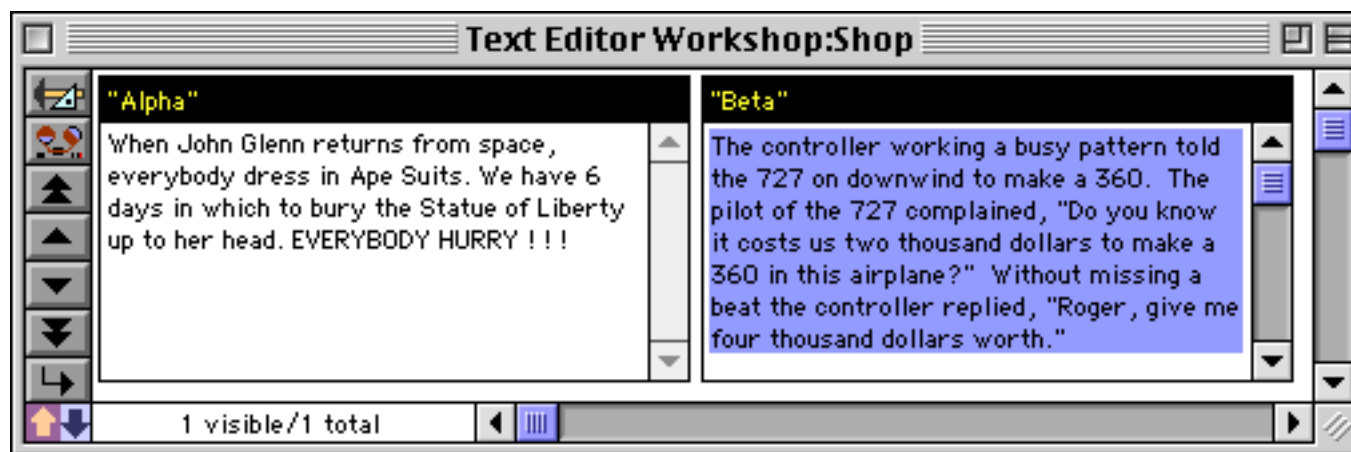 Text Editor Workshop:Shop
"Alpha"
When John Glenn returns from space,
everybody dress in Ape Suits. We have 6
days in which to bury the Statue of Liberty
up to her head. EVERYBODY HURRY ! ! !
"Beta"
The controller working a busy pattern told
the 727 on downwind to make a 360.  The
pilot of the 727 complained, "Do you know
it costs us two thousand dollars to make a
360 in this airplane?"  Without missing a
beat the controller replied, "Roger, give me
four thousand dollars worth."
1 visible/1 total